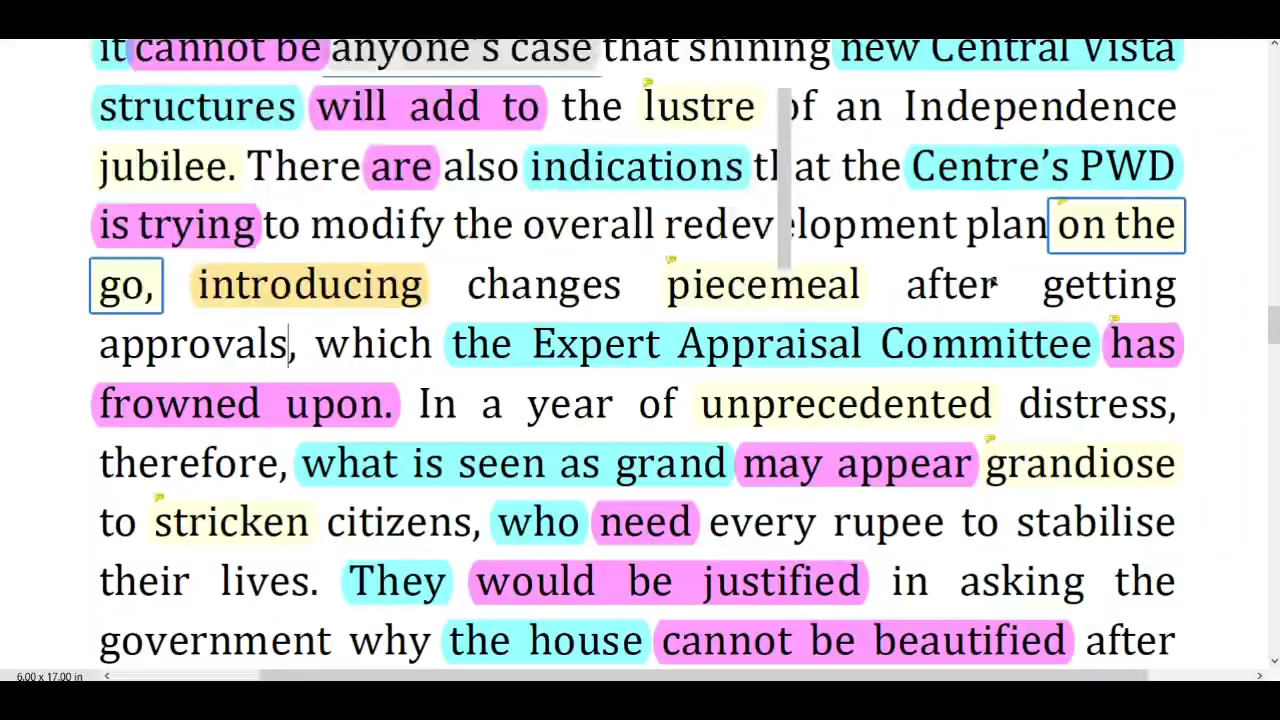 it cannot be anyone's case that shining new Central Vista
structures will add to the lustre of an Independence
jubilee. There are also indications that the Centre’s PWD
is trying to modify the overall redevelopment plan on the
go, introducing changes piecemeal after getting
approvals, which the Expert Appraisal Committee has
frowned upon. In a year of unprecedented distress,
therefore, what is seen as grand may appear grandiose
to stricken citizens, who need every rupee to stabilise
their lives. They would be justified in asking the
government why the house cannot be beautified after
6.00 x 17.00 in